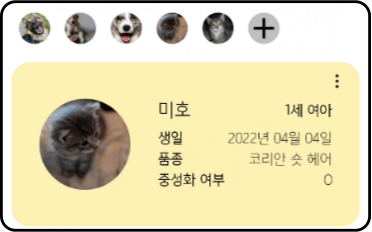 미호 1세 여아
생일 2022년 04월 04일
품종 코리안 숏 헤어
중성화 여부 O